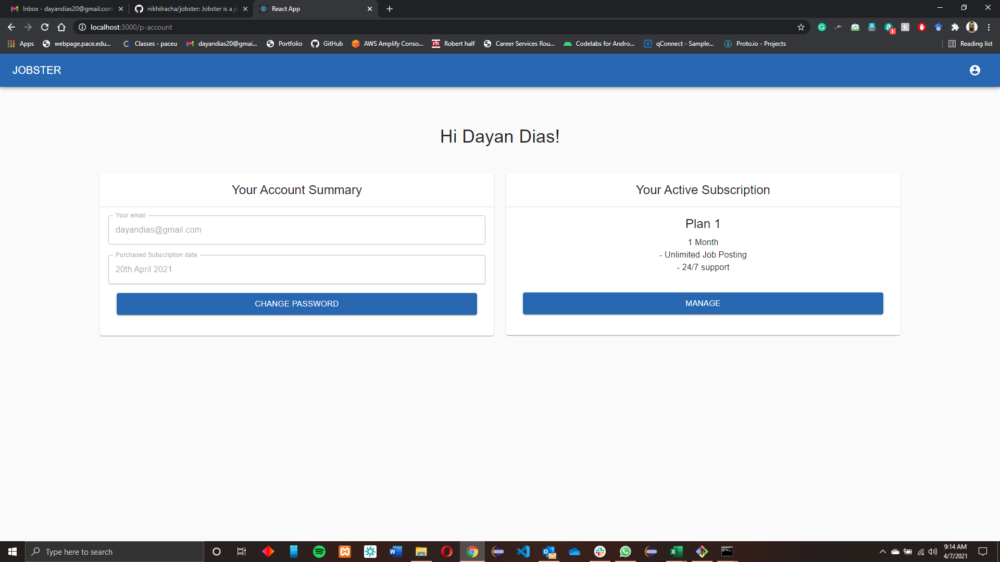 Inbox - dayandias20@gmail.com
nikhilracha/jobster: Jobster is a jo
React App
localhost:3000/p-account
Apps
webpage.pace.edu...
Classes - paceu
dayandias20@gmai...
Portfolio
GitHub
AWS Amplify Conso...
rh
Robert half
Career Services Rou...
Codelabs for Andro...
qConnect - Sample...
Proto.io - Projects
Reading list
JOBSTER
Hi Dayan Dias!
Your Account Summary
Your email
dayandias@gmail.com
Purchased Subscription date
20th April 2021
CHANGE PASSWORD
Your Active Subscription
Plan 1
1 Month
- Unlimited Job Posting
- 24/7 support
MANAGE
Type here to search
9:14 AM
4/7/2021